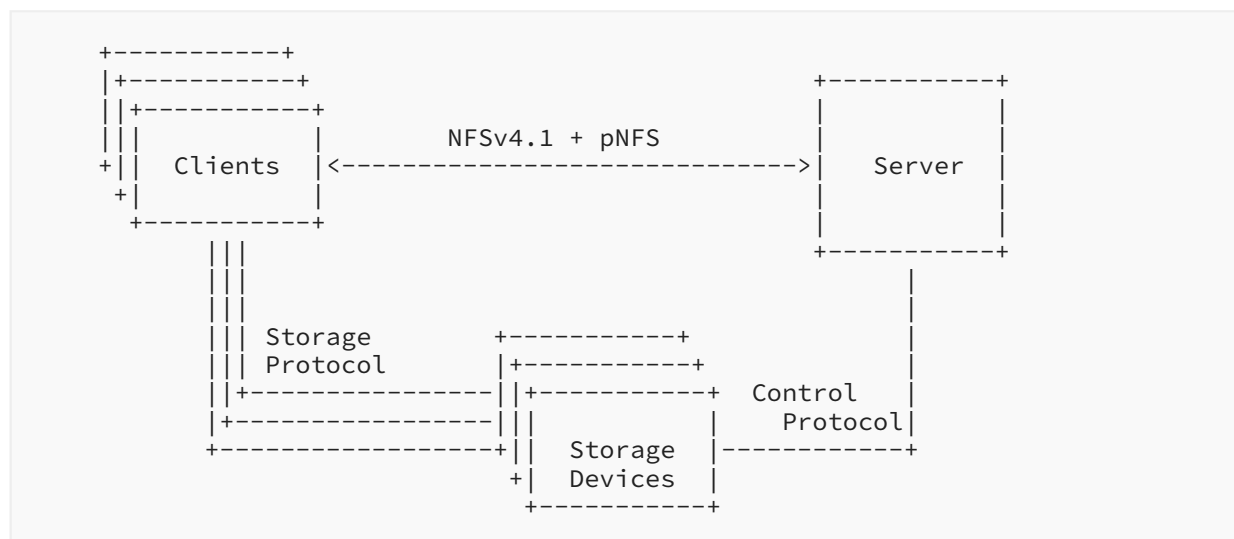 NFSv4.1 + pNFS
Clients
Server
Storage
Protocol
Control
Protocol
Storage
Devices